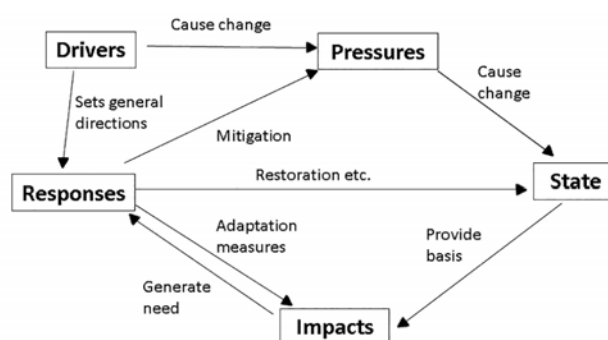 Cause change
Drivers
Pressures
Cause
change
Sets general
directions
Mitigation
Restoration etc.
Responses
State
Adaptation
measures
Provide
basis
Generate
need
Impacts